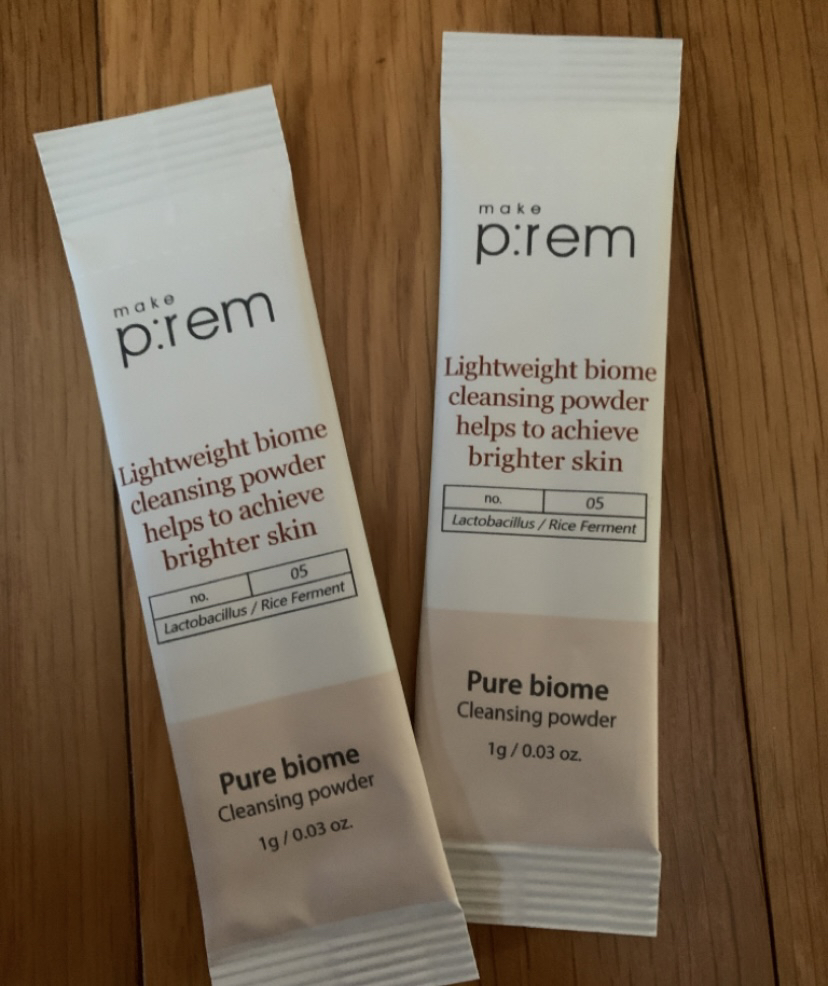 make
p:rem
Lightweight biome
cleansing powder
helps to achieve
brighter skin
no. 05
Lactobacillus / Rice Ferment
Pure biome
Cleansing powder
1g / 0.03 oz.
make
p:rem
Lightweight biome
cleansing powder
helps to achieve
brighter skin
no. 05
Lactobacillus / Rice Ferment
Pure biome
Cleansing powder
1g / 0.03 oz.